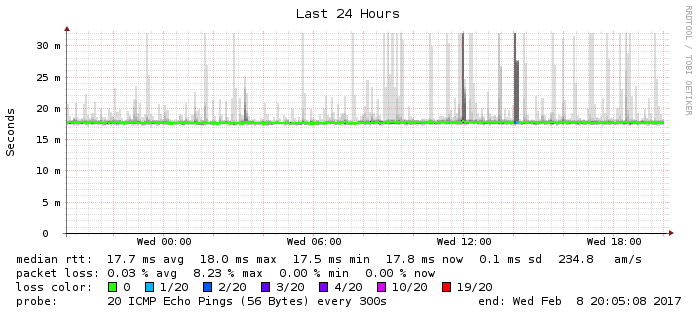 Last 24 Hours
RRDTOOL / TOBI OETIKER
Seconds
30 m
25 m
20 m
15 m
10 m
5 m
0
Wed 00:00 Wed 06:00 Wed 12:00 Wed 18:00
median rtt: 17.7 ms avg 18.0 ms max 17.5 ms min 17.8 ms now 0.1 ms sd 234.8 am/s
packet loss: 0.03 % avg 8.23 % max 0.00 % min 0.00 % now
loss color: 0 1/20 2/20 3/20 4/20 10/20 19/20
probe: 20 ICMP Echo Pings (56 Bytes) every 300s end: Wed Feb 8 20:05:08 2017